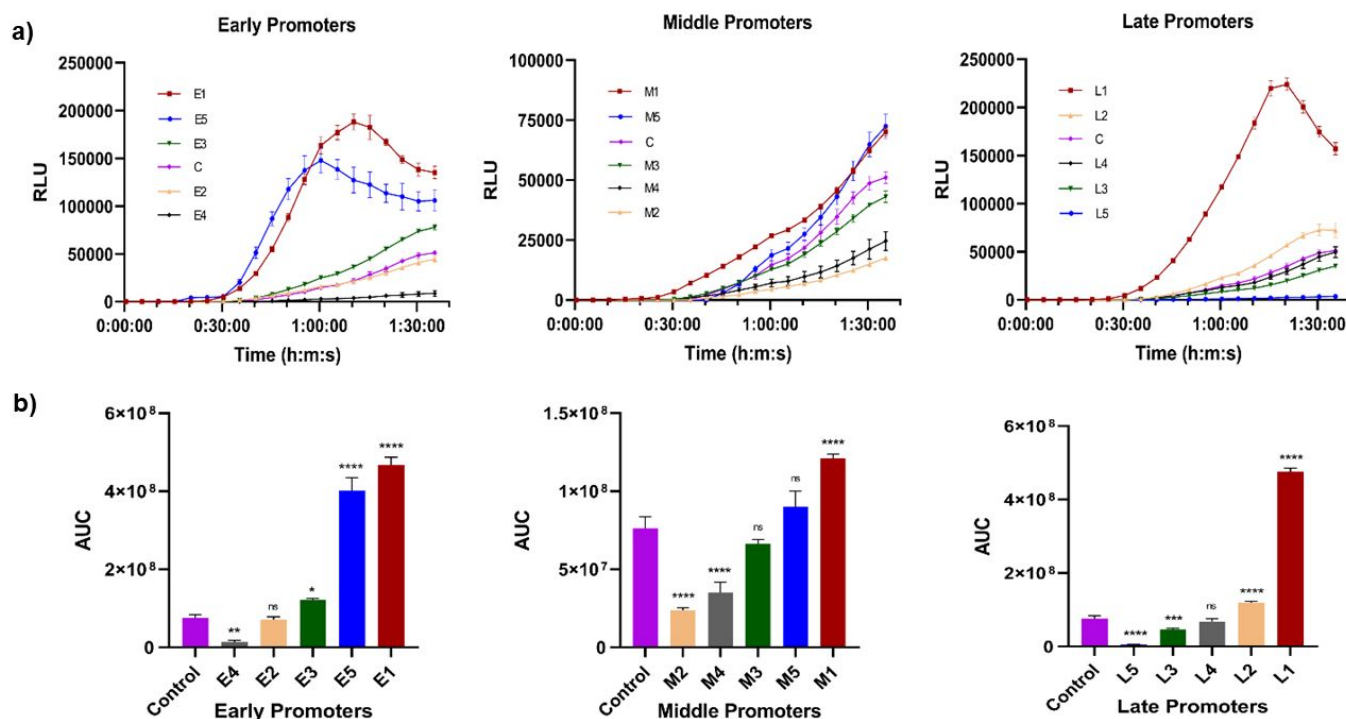 a)
Early Promoters
RLU
250000
200000
150000
100000
50000
0
E1
E5
E3
C
E2
E4
0:00:00 0:30:00 1:00:00 1:30:00
Time (h:m:s)
Middle Promoters
RLU
100000
75000
50000
25000
0
M1
M5
C
M3
M4
M2
0:00:00 0:30:00 1:00:00 1:30:00
Time (h:m:s)
Late Promoters
RLU
250000
200000
150000
100000
50000
0
L1
L2
C
L4
L3
L5
0:00:00 0:30:00 1:00:00 1:30:00
Time (h:m:s)
b)
AUC
6×10⁸
4×10⁸
2×10⁸
0
** ns * **** ****
Control E4 E2 E3 E5 E1
Early Promoters
AUC
1.5×10⁸
1×10⁸
5×10⁷
0
**** **** ns ns ****
Control M2 M4 M3 M5 M1
Middle Promoters
AUC
6×10⁸
4×10⁸
2×10⁸
0
**** *** ns **** ****
Control L5 L3 L4 L2 L1
Late Promoters